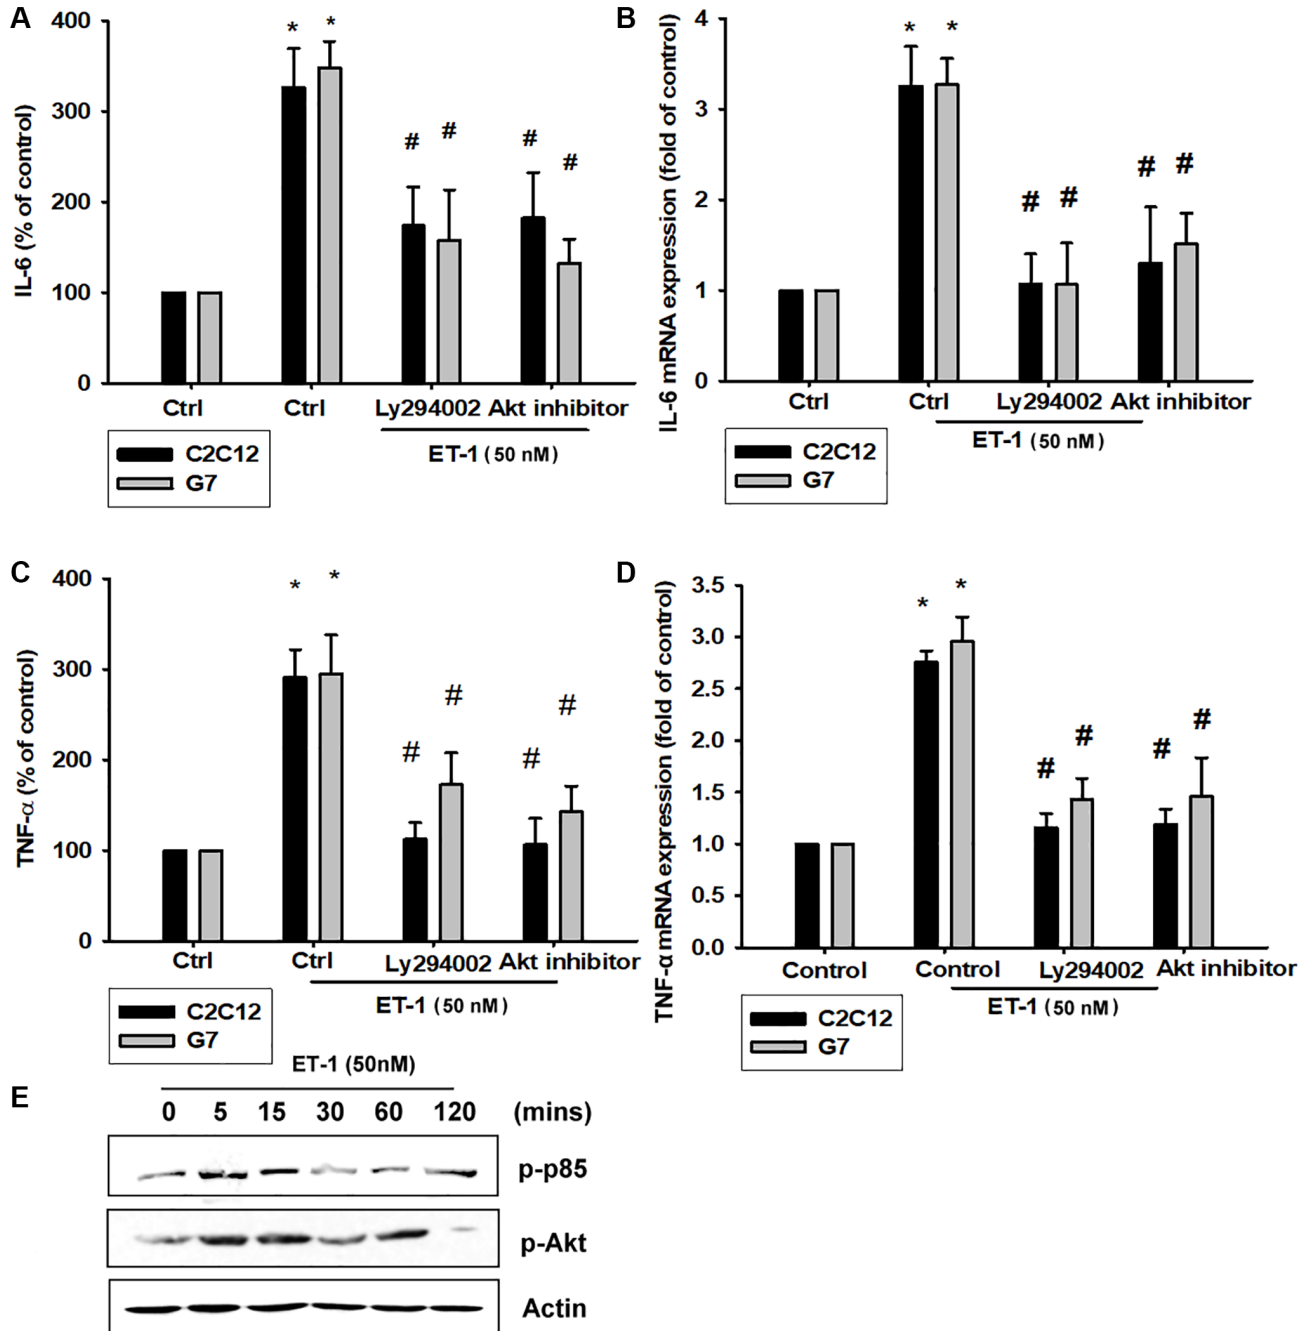 A
IL-6 (% of control)
400
300
200
100
0
* *
# # # #
Ctrl Ctrl Ly294002 Akt inhibitor
ET-1 ( 50 nM )
C2C12
G7
B
IL-6 mRNA expression (fold of control)
4
3
2
1
0
* *
# # # #
Ctrl Ctrl Ly294002 Akt inhibitor
ET-1 ( 50 nM )
C2C12
G7
C
TNF-α (% of control)
400
300
200
100
0
* *
# # # #
Ctrl Ctrl Ly294002 Akt inhibitor
ET-1 ( 50 nM )
C2C12
G7
D
TNF-α mRNA expression (fold of control)
3.5
3.0
2.5
2.0
1.5
1.0
0.5
0.0
* *
# # # #
Control Control Ly294002 Akt inhibitor
ET-1 ( 50 nM )
C2C12
G7
E
ET-1 (50nM)
0 5 15 30 60 120 (mins)
p-p85
p-Akt
Actin